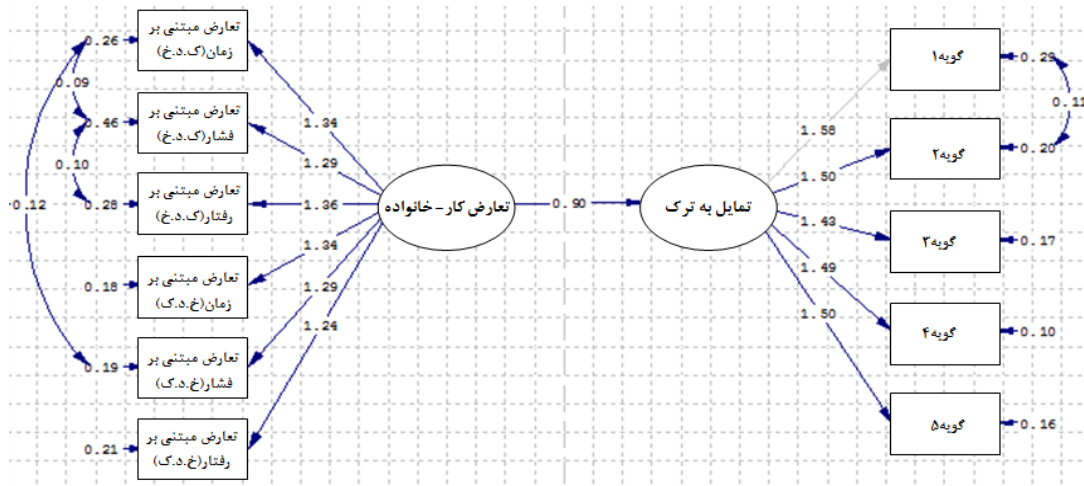 تعارض مبتنی بر
زمان(ک.د.خ)
0.26
0.09
تعارض مبتنی بر
فشار(ک.د.خ)
0.46
0.10
تعارض مبتنی بر
رفتار(ک.د.خ)
0.28
0.12
تعارض مبتنی بر
زمان(خ.د.ک)
0.18
تعارض مبتنی بر
فشار(خ.د.ک)
0.19
تعارض مبتنی بر
رفتار(خ.د.ک)
0.21
1.34
1.29
1.36
1.34
1.29
1.24
تعارض کار-خانواده
0.90
تمایل به ترک
1.58
1.50
1.43
1.49
1.50
گویه۱
0.29
0.11
گویه۲
0.20
گویه۳
0.17
گویه۴
0.10
گویه۵
0.16